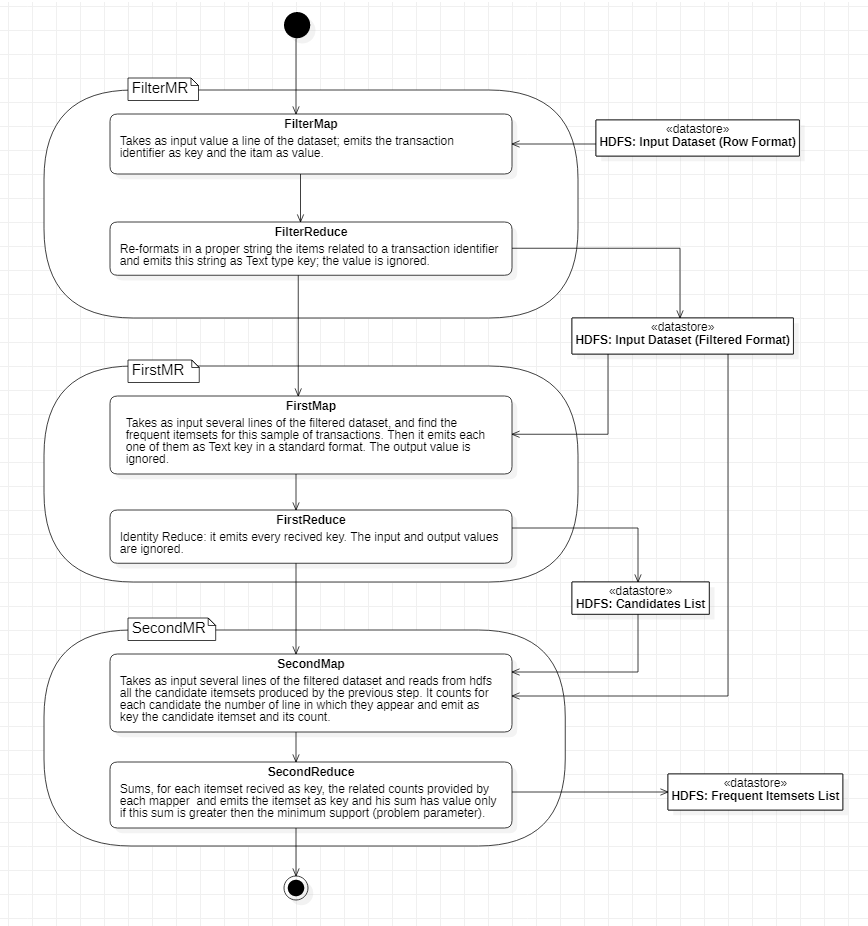 FilterMR
FilterMap
Takes as input value a line of the dataset; emits the transaction
identifier as key and the itam as value.
«datastore»
HDFS: Input Dataset (Row Format)
FilterReduce
Re-formats in a proper string the items related to a transaction identifier
and emits this string as Text type key; the value is ignored.
«datastore»
HDFS: Input Dataset (Filtered Format)
FirstMR
FirstMap
Takes as input several lines of the filtered dataset, and find the
frequent itemsets for this sample of transactions. Then it emits each
one of them as Text key in a standard format. The output value is
ignored.
FirstReduce
Identity Reduce: it emits every recived key. The input and output values
are ignored.
«datastore»
HDFS: Candidates List
SecondMR
SecondMap
Takes as input several lines of the filtered dataset and reads from hdfs
all the candidate itemsets produced by the previous step. It counts for
each candidate the number of line in which they appear and emit as
key the candidate itemset and its count.
SecondReduce
Sums, for each itemset recived as key, the related counts provided by
each mapper  and emits the itemset as key and his sum has value only
if this sum is greater then the minimum support (problem parameter).
«datastore»
HDFS: Frequent Itemsets List